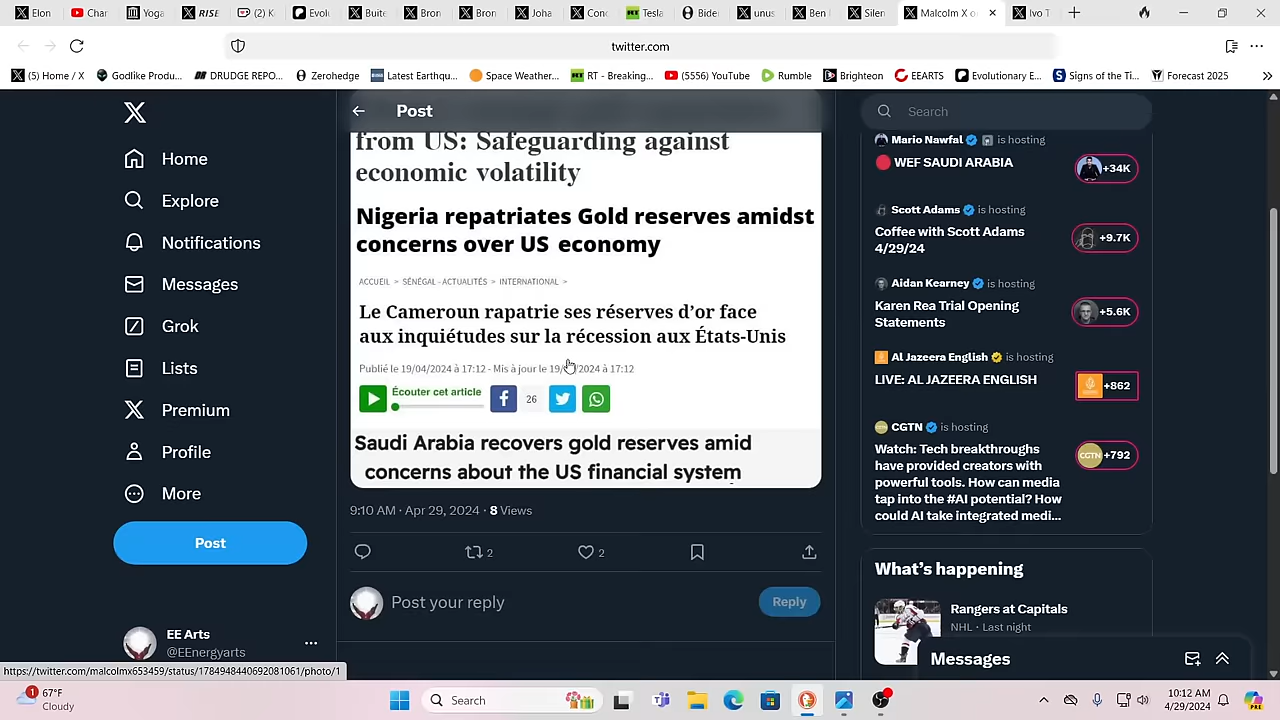 Elon
Char
Yoga
RISE
(2) K
Evol
Buite
Bron
Bron
Joha
Conc
Tesla
Bide
unus
Ben
Silen
Malcolm X o
Ivo T
twitter.com
(5) Home / X
Godlike Produ...
DRUDGE REPO...
Zerohedge
Latest Earthqu...
Space Weather...
RT - Breaking...
(5556) YouTube
Rumble
Brighteon
EEARTS
Evolutionary E...
Signs of the Ti...
Forecast 2025
Home
Explore
Notifications
Messages
Grok
Lists
Premium
Profile
More
Post
EE Arts
@EEnergyarts
Post
from US: Safeguarding against
economic volatility
Nigeria repatriates Gold reserves amidst
concerns over US economy
ACCUEIL > SÉNÉGAL - ACTUALITÉS > INTERNATIONAL >
Le Cameroun rapatrie ses réserves d'or face
aux inquiétudes sur la récession aux États-Unis
Publié le 19/04/2024 à 17:12 - Mis à jour le 19/ /2024 à 17:12
Écouter cet article
26
Saudi Arabia recovers gold reserves amid
concerns about the US financial system
9:10 AM · Apr 29, 2024 · 8 Views
2
2
Post your reply
Reply
Search
Mario Nawfal is hosting
WEF SAUDI ARABIA
+34K
Scott Adams is hosting
Coffee with Scott Adams
4/29/24
+9.7K
Aidan Kearney is hosting
Karen Rea Trial Opening
Statements
+5.6K
Al Jazeera English is hosting
LIVE: AL JAZEERA ENGLISH
+862
CGTN is hosting
Watch: Tech breakthroughs
have provided creators with
powerful tools. How can media
tap into the #AI potential? How
could AI take integrated medi...
CGTN
+792
What's happening
Rangers at Capitals
NHL · Last night
Messages
https://twitter.com/malcolmx653459/status/1784948440692081061/photo/1
1
67°F
Cloudy
Search
10:12 AM
4/29/2024
PRE